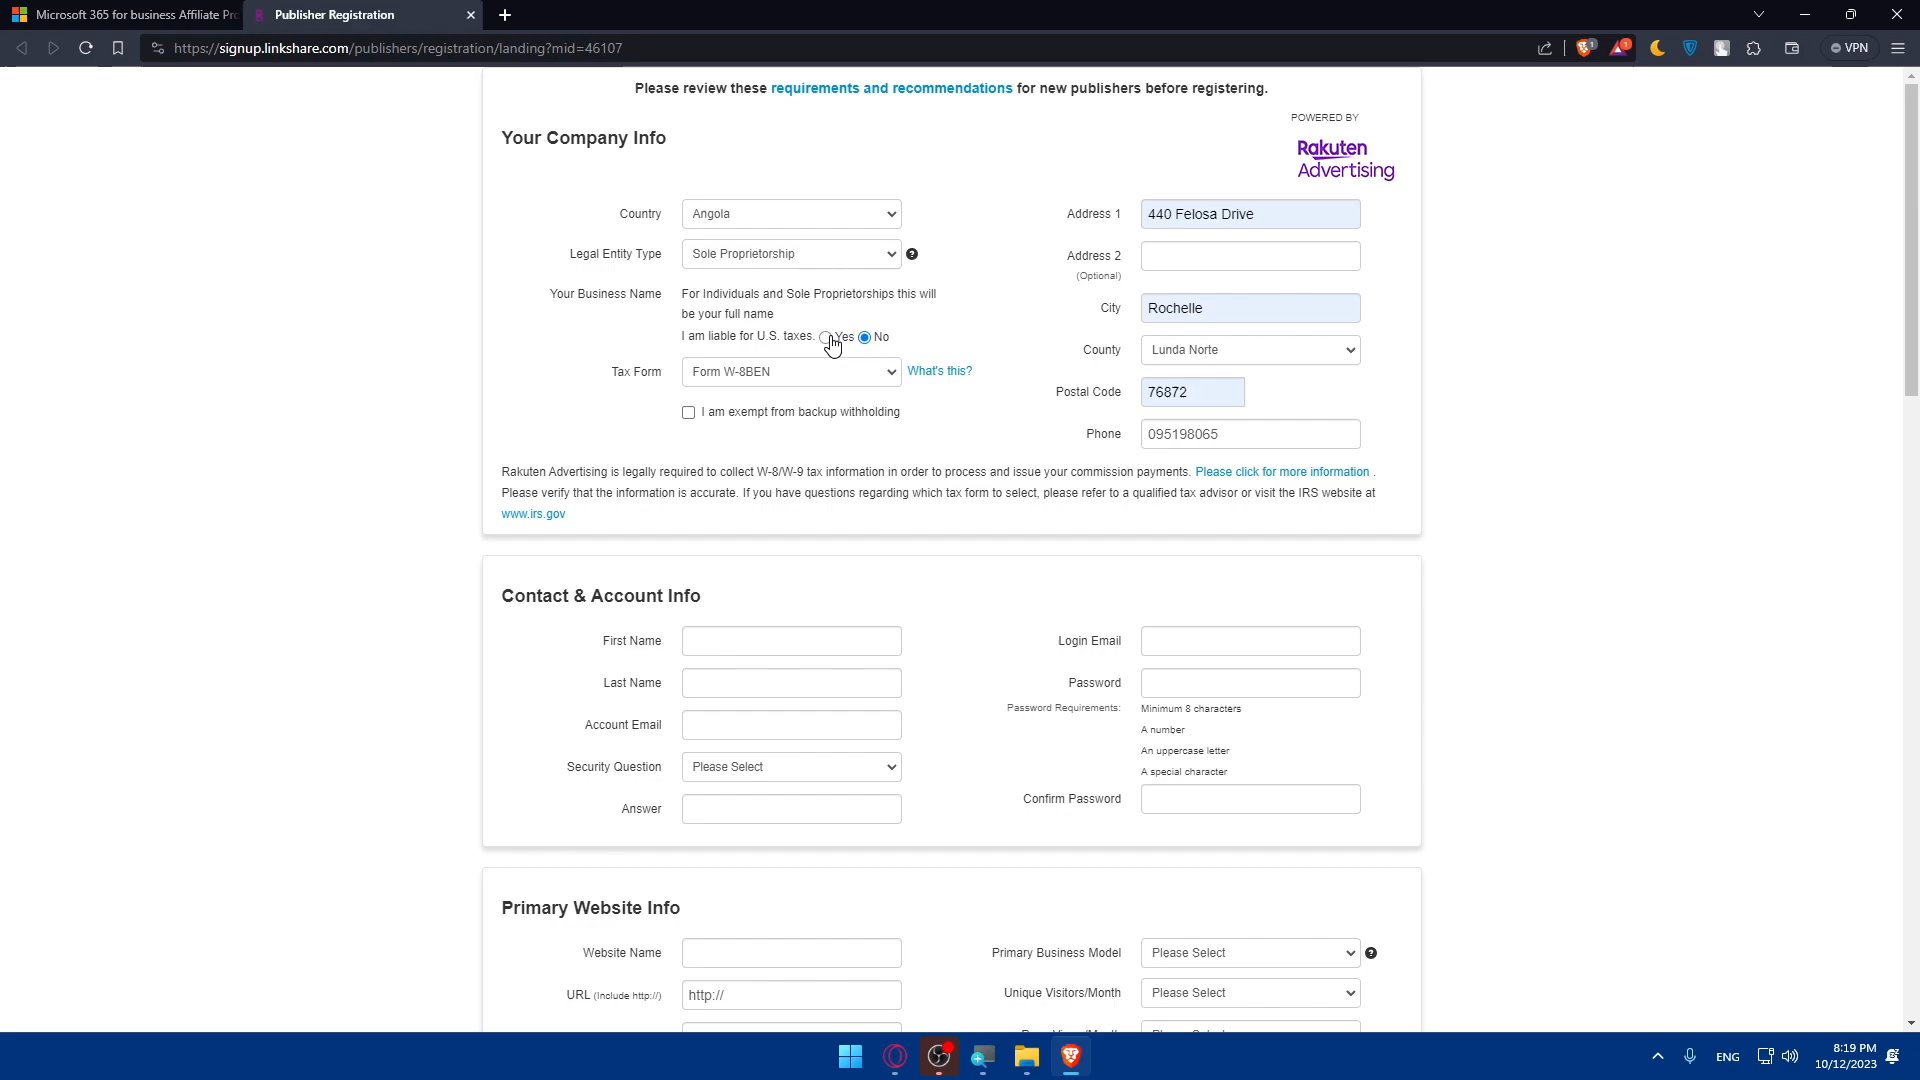 Microsoft 365 for business Affiliate Pr
Publisher Registration
https://signup.linkshare.com/publishers/registration/landing?mid=46107
1
1
VPN
Please review these requirements and recommendations for new publishers before registering.
POWERED BY
Rakuten
Advertising
Your Company Info
Country
Angola
Legal Entity Type
Sole Proprietorship
?
Your Business Name
For Individuals and Sole Proprietorships this will
be your full name
I am liable for U.S. taxes. Yes No
Tax Form
Form W-8BEN
What's this?
I am exempt from backup withholding
Address 1
440 Felosa Drive
Address 2
(Optional)
City
Rochelle
County
Lunda Norte
Postal Code
76872
Phone
095198065
Rakuten Advertising is legally required to collect W-8/W-9 tax information in order to process and issue your commission payments. Please click for more information .
Please verify that the information is accurate. If you have questions regarding which tax form to select, please refer to a qualified tax advisor or visit the IRS website at
www.irs.gov
Contact & Account Info
First Name
Last Name
Account Email
Security Question
Please Select
Answer
Login Email
Password
Password Requirements:
Minimum 8 characters
A number
An uppercase letter
A special character
Confirm Password
Primary Website Info
Website Name
URL (Include http://)
http://
Primary Business Model
Please Select
?
Unique Visitors/Month
Please Select
ENG
8:19 PM
10/12/2023